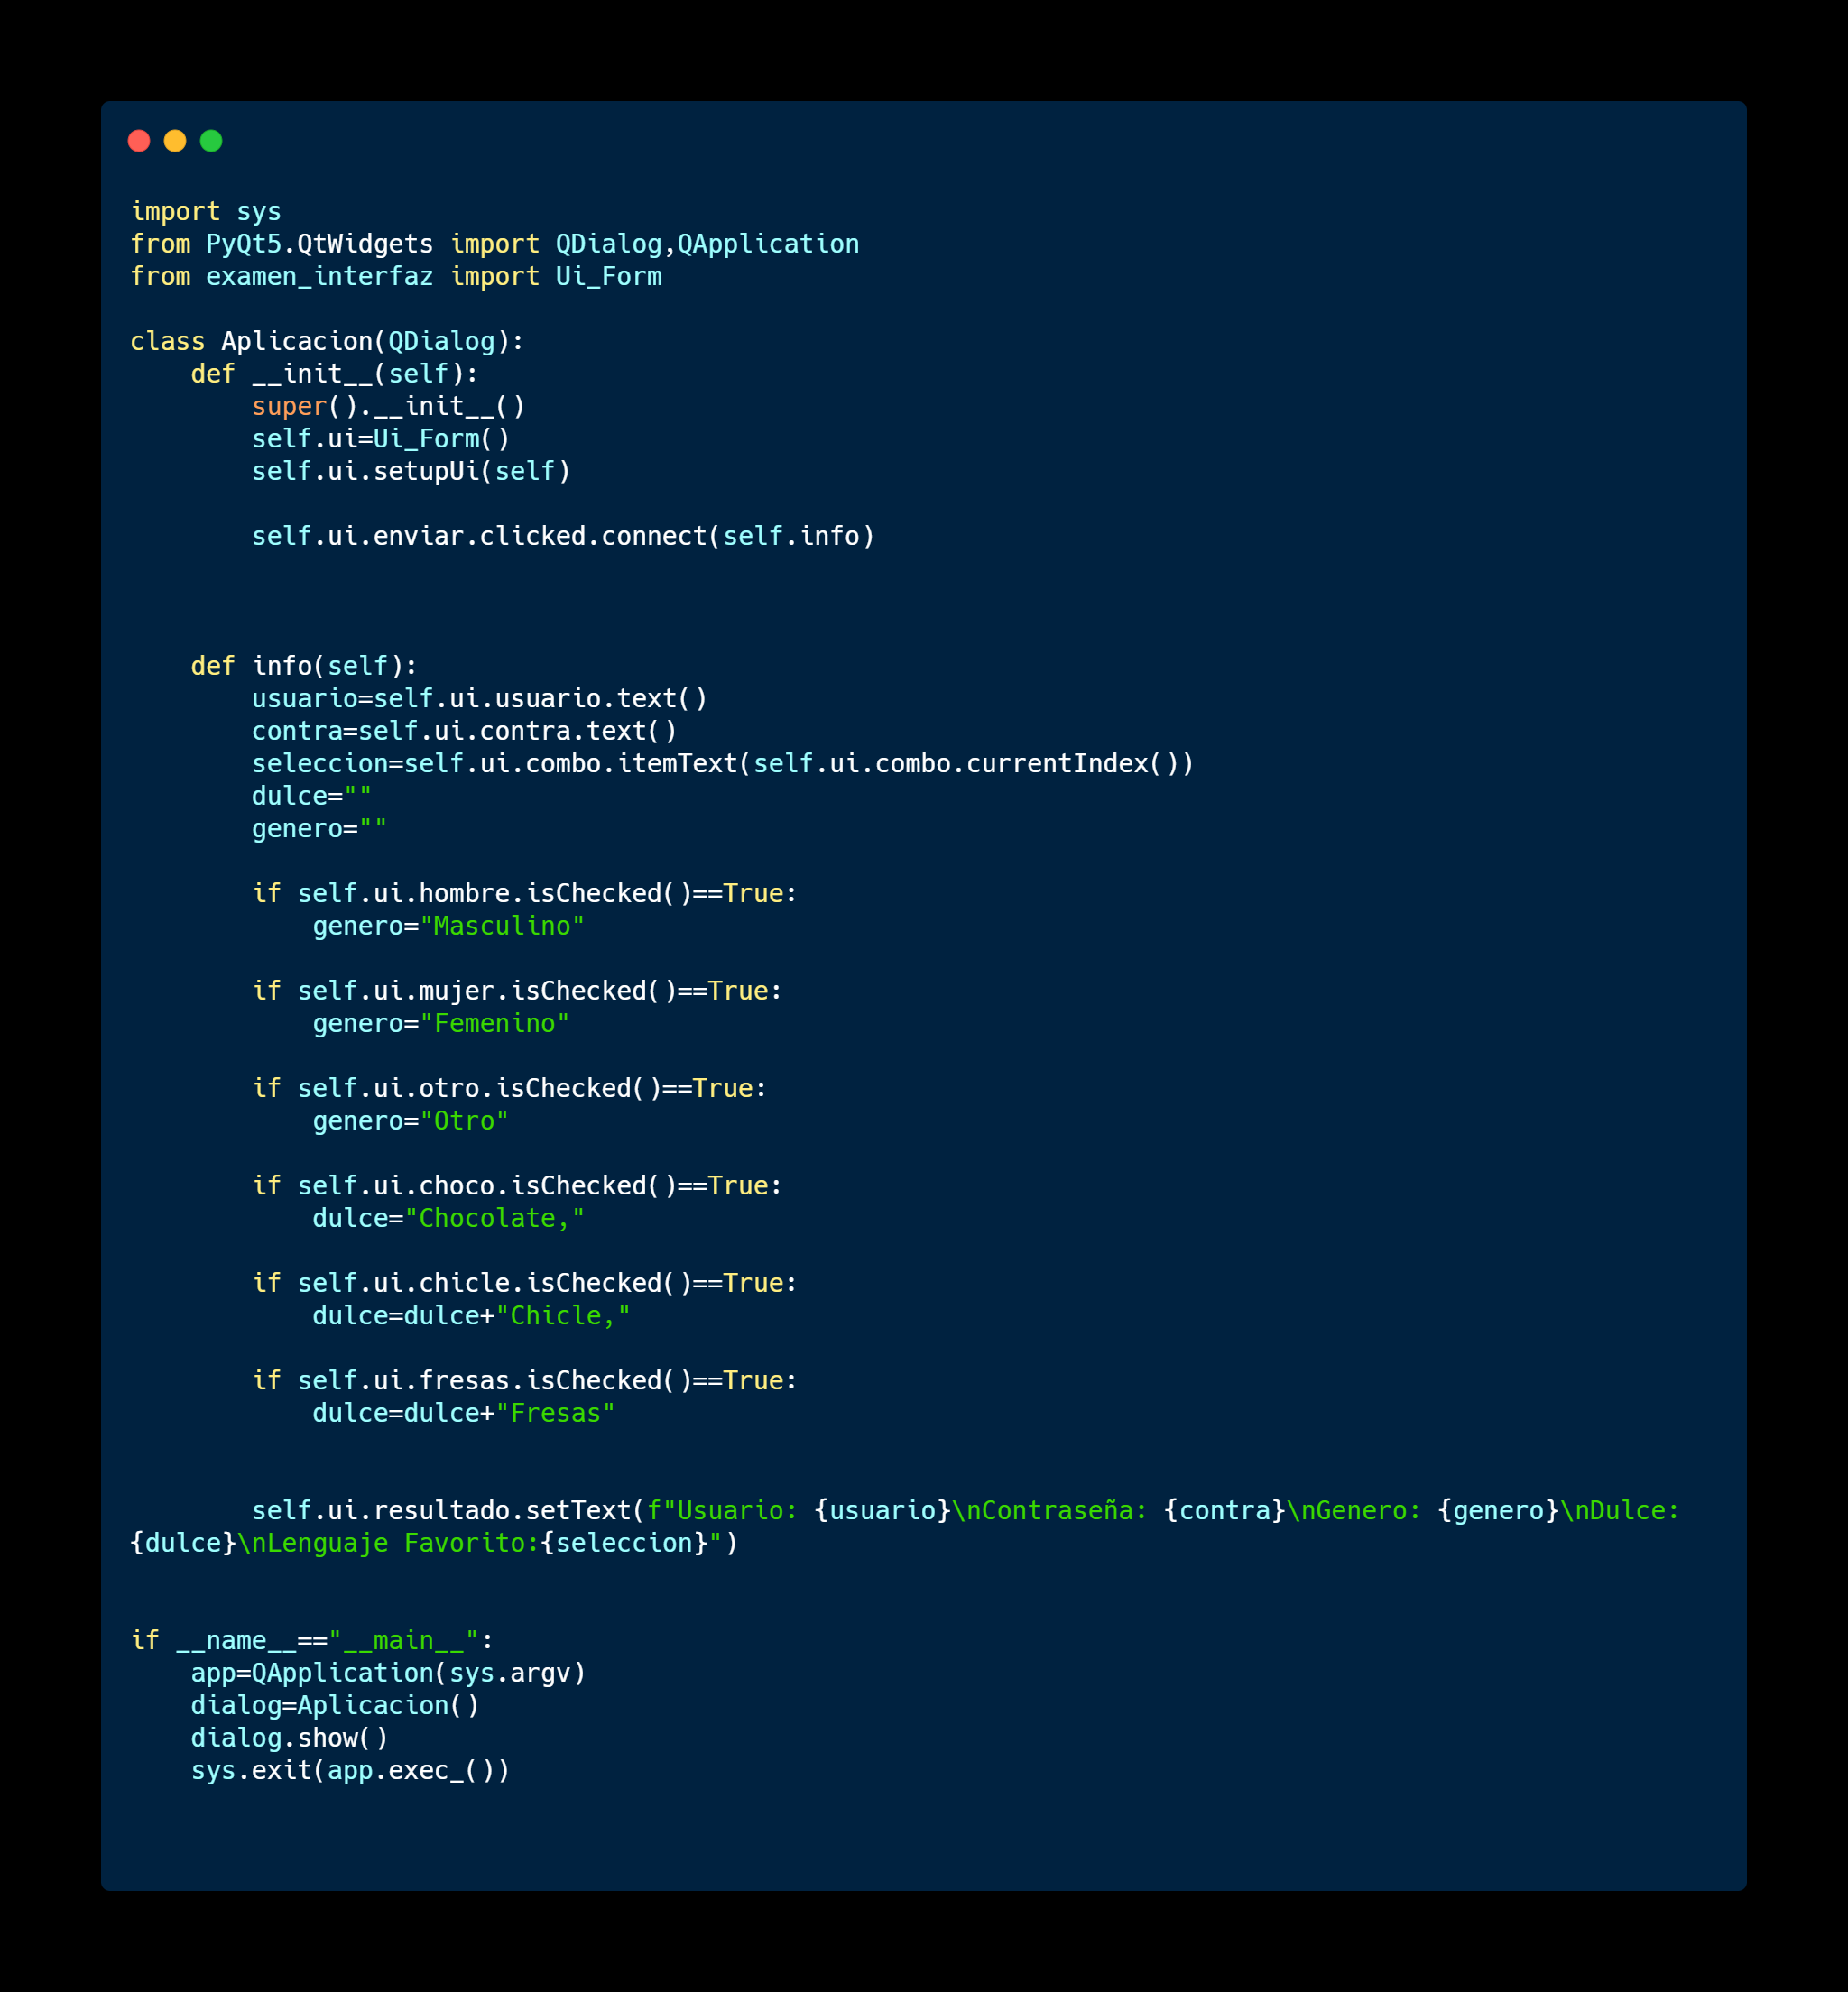 import sys
from PyQt5.QtWidgets import QDialog,QApplication
from examen_interfaz import Ui_Form

class Aplicacion(QDialog):
    def __init__(self):
        super().__init__()
        self.ui=Ui_Form()
        self.ui.setupUi(self)

        self.ui.enviar.clicked.connect(self.info)



    def info(self):
        usuario=self.ui.usuario.text()
        contra=self.ui.contra.text()
        seleccion=self.ui.combo.itemText(self.ui.combo.currentIndex())
        dulce=""
        genero=""

        if self.ui.hombre.isChecked()==True:
            genero="Masculino"

        if self.ui.mujer.isChecked()==True:
            genero="Femenino"

        if self.ui.otro.isChecked()==True:
            genero="Otro"

        if self.ui.choco.isChecked()==True:
            dulce="Chocolate,"

        if self.ui.chicle.isChecked()==True:
            dulce=dulce+"Chicle,"

        if self.ui.fresas.isChecked()==True:
            dulce=dulce+"Fresas"


        self.ui.resultado.setText(f"Usuario: {usuario}\nContraseña: {contra}\nGenero: {genero}\nDulce:
{dulce}\nLenguaje Favorito:{seleccion}")


if __name__=="__main__":
    app=QApplication(sys.argv)
    dialog=Aplicacion()
    dialog.show()
    sys.exit(app.exec_())